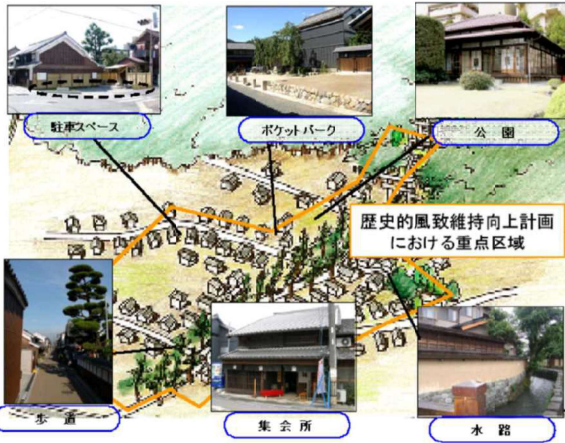 駐車スペース
ポケットパーク
公園
歴史的風致維持向上計画
における重点区域
歩道
集会所
水路